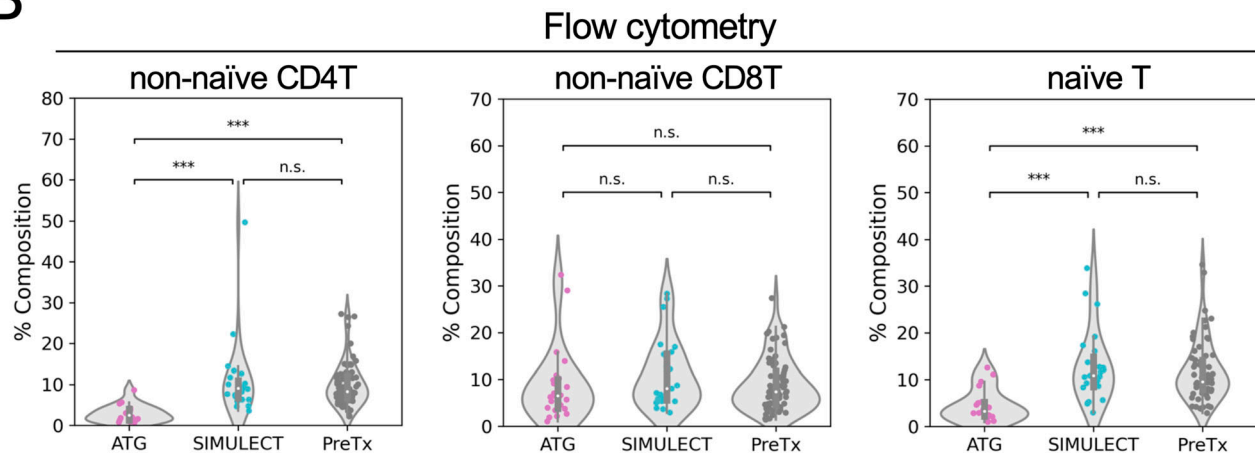 B
Flow cytometry
non-naïve CD4T
non-naïve CD8T
naïve T
% Composition
80
70
60
50
40
30
20
10
0
***
***
n.s.
ATG
SIMULECT
PreTx
% Composition
70
60
50
40
30
20
10
0
n.s.
n.s.
n.s.
ATG
SIMULECT
PreTx
% Composition
70
60
50
40
30
20
10
0
***
***
n.s.
ATG
SIMULECT
PreTx